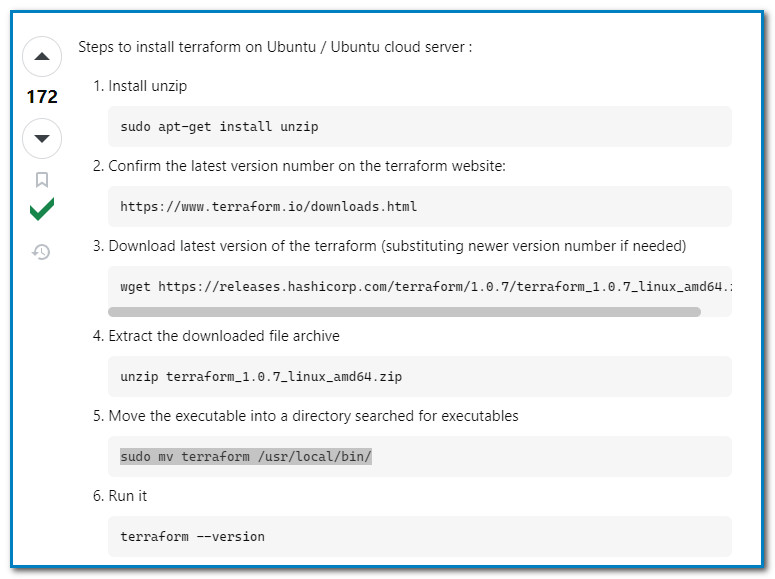 Steps to install terraform on Ubuntu / Ubuntu cloud server :
172
1. Install unzip
sudo apt-get install unzip
2. Confirm the latest version number on the terraform website:
https://www.terraform.io/downloads.html
3. Download latest version of the terraform (substituting newer version number if needed)
wget https://releases.hashicorp.com/terraform/1.0.7/terraform_1.0.7_linux_amd64.
4. Extract the downloaded file archive
unzip terraform_1.0.7_linux_amd64.zip
5. Move the executable into a directory searched for executables
sudo mv terraform /usr/local/bin/
6. Run it
terraform --version